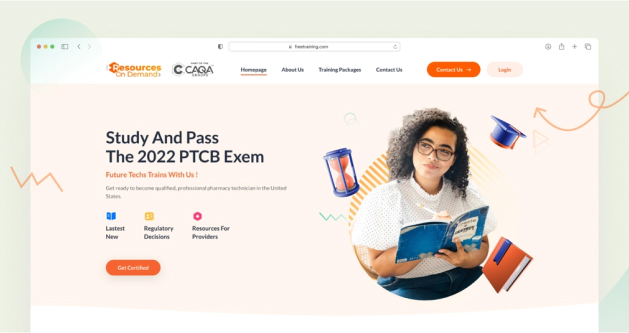 freetraining.com
Resources
On Demand
CAQA
Homepage
About Us
Training Packages
Contact Us
Contact Us →
Login
Study And Pass
The 2022 PTCB Exem
Future Techs Trains With Us !
Get ready to become qualified, professional pharmacy technician in the United
States.
Lastest
New
Regulatory
Decisions
Resources For
Providers
Get Certified